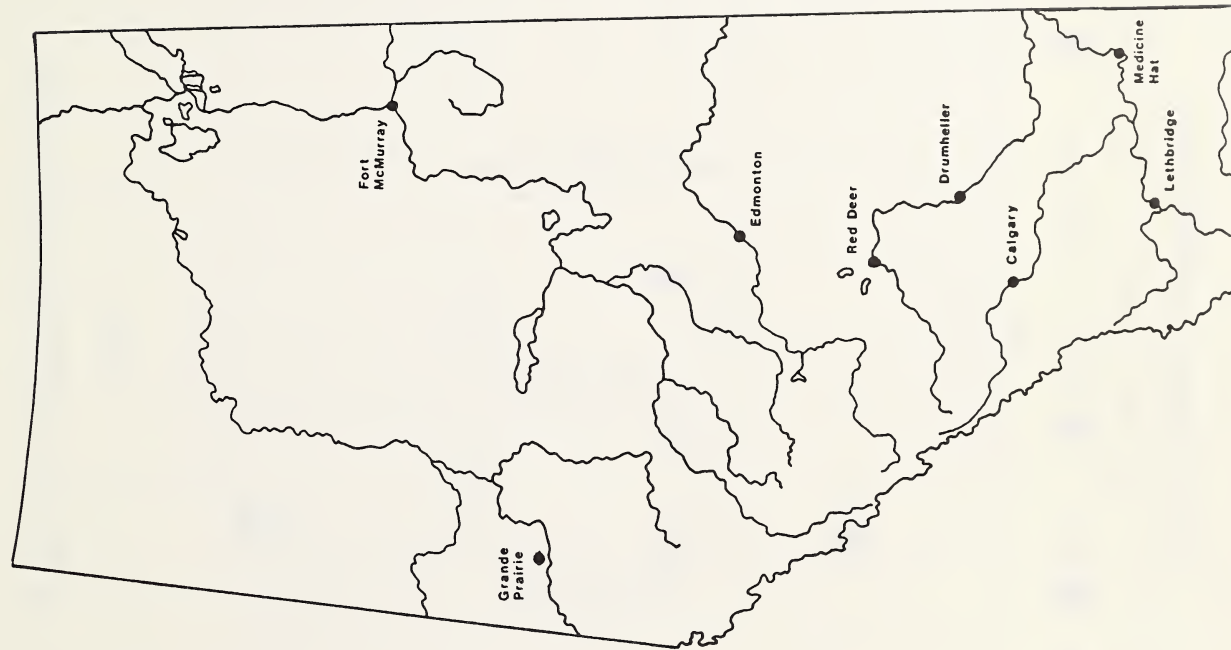 Fort
McMurray
Grande
Prairie
Edmonton
Red Deer
Drumheller
Calgary
Medicine
Hat
Lethbridge